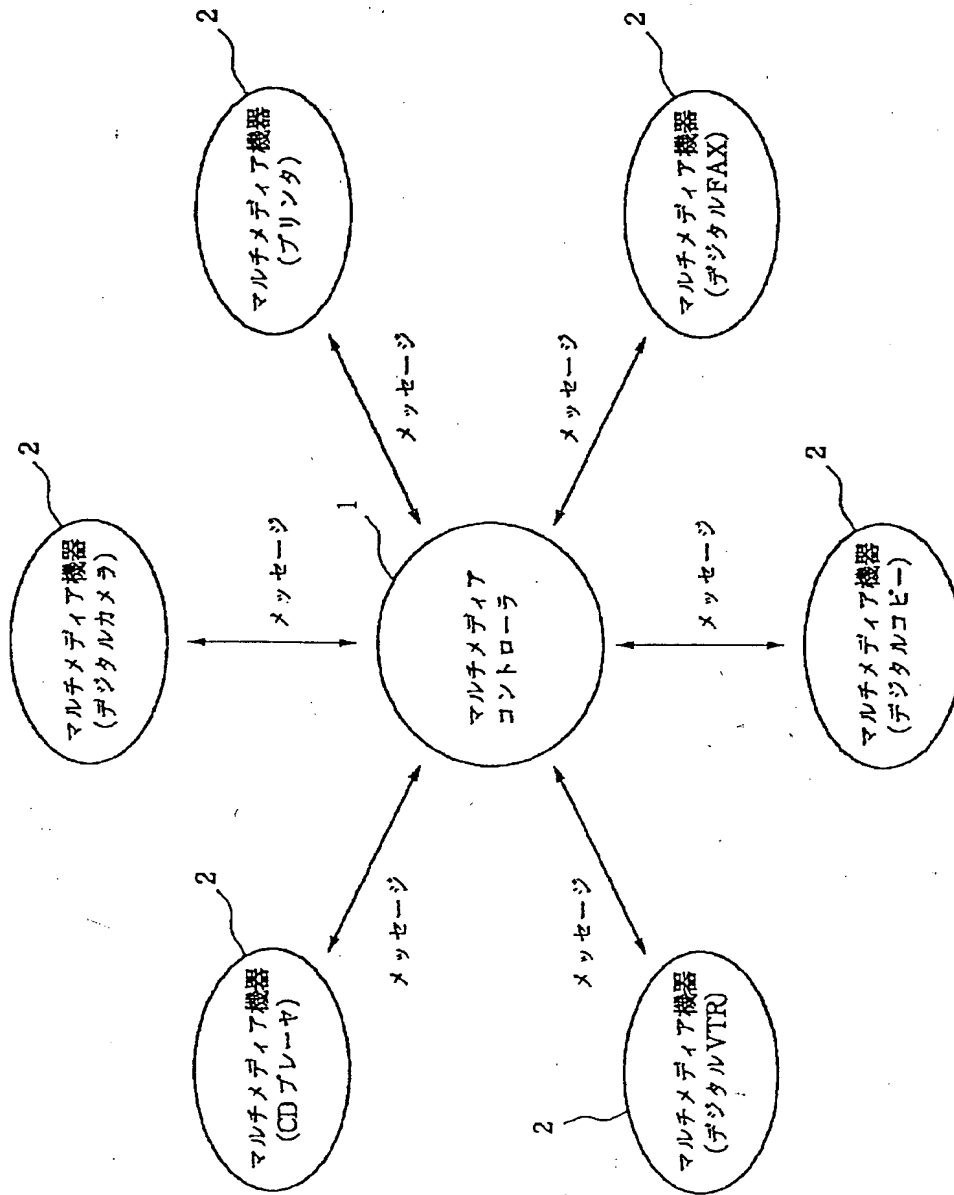 2
マルチメディア機器
(デジタルカメラ)
2
マルチメディア機器
(CDプレーヤ)
2
マルチメディア機器
(プリンタ)
メッセージ
メッセージ
メッセージ
1
マルチメディア
コントローラ
メッセージ
メッセージ
メッセージ
2
マルチメディア機器
(デジタルVTR)
2
マルチメディア機器
(デジタルFAX)
2
マルチメディア機器
(デジタルコピー)